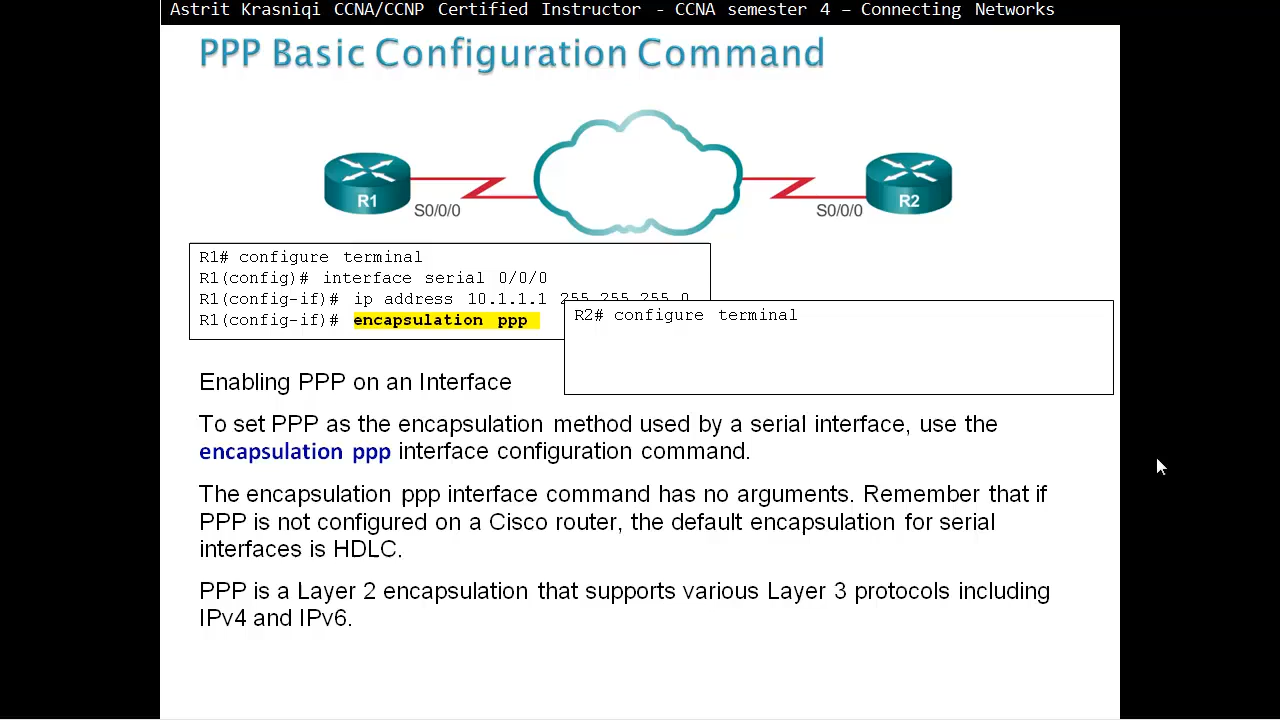 Astrit Krasniqi CCNA/CCNP Certified Instructor - CCNA semester 4 – Connecting Networks
PPP Basic Configuration Command
R1
S0/0/0
S0/0/0
R2
R1# configure terminal
R1(config)# interface serial 0/0/0
R1(config-if)# ip address 10.1.1.1 255.255.255.0
R1(config-if)# encapsulation ppp
R2# configure terminal
Enabling PPP on an Interface
To set PPP as the encapsulation method used by a serial interface, use the
encapsulation ppp interface configuration command.
The encapsulation ppp interface command has no arguments. Remember that if
PPP is not configured on a Cisco router, the default encapsulation for serial
interfaces is HDLC.
PPP is a Layer 2 encapsulation that supports various Layer 3 protocols including
IPv4 and IPv6.